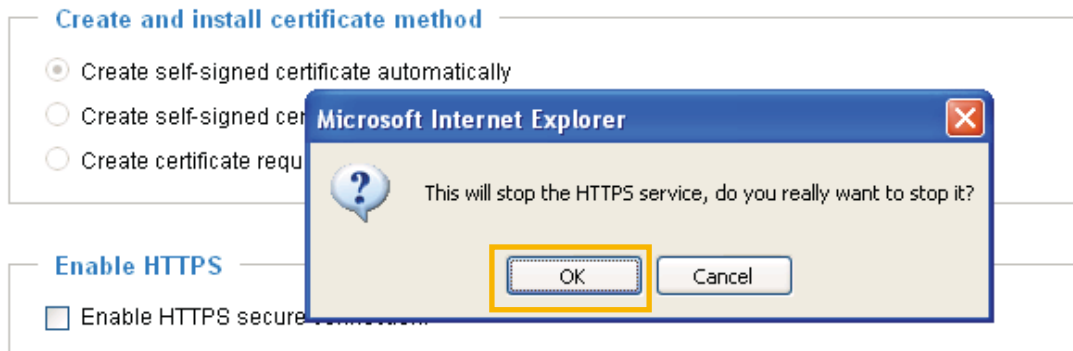 Create and install certificate method
Create self-signed certificate automatically
Create self-signed cer
Create certificate requ
Microsoft Internet Explorer
This will stop the HTTPS service, do you really want to stop it?
OK
Cancel
Enable HTTPS
Enable HTTPS secure